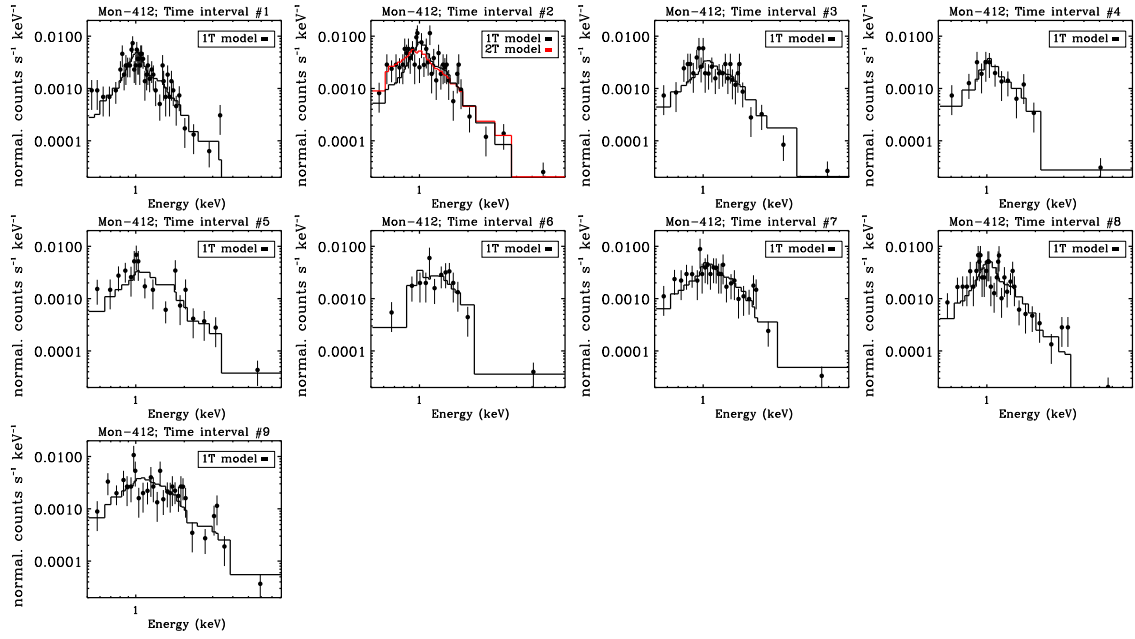 Mon-412; Time interval #1
normal. counts s⁻¹ keV⁻¹
0.0100
0.0010
0.0001
1T model
1
Energy (keV)
Mon-412; Time interval #2
normal. counts s⁻¹ keV⁻¹
0.0100
0.0010
0.0001
1T model
2T model
1
Energy (keV)
Mon-412; Time interval #3
normal. counts s⁻¹ keV⁻¹
0.0100
0.0010
0.0001
1T model
1
Energy (keV)
Mon-412; Time interval #4
normal. counts s⁻¹ keV⁻¹
0.0100
0.0010
0.0001
1T model
1
Energy (keV)
Mon-412; Time interval #5
normal. counts s⁻¹ keV⁻¹
0.0100
0.0010
0.0001
1T model
1
Energy (keV)
Mon-412; Time interval #6
normal. counts s⁻¹ keV⁻¹
0.0100
0.0010
0.0001
1T model
1
Energy (keV)
Mon-412; Time interval #7
normal. counts s⁻¹ keV⁻¹
0.0100
0.0010
0.0001
1T model
1
Energy (keV)
Mon-412; Time interval #8
normal. counts s⁻¹ keV⁻¹
0.0100
0.0010
0.0001
1T model
1
Energy (keV)
Mon-412; Time interval #9
normal. counts s⁻¹ keV⁻¹
0.0100
0.0010
0.0001
1T model
1
Energy (keV)